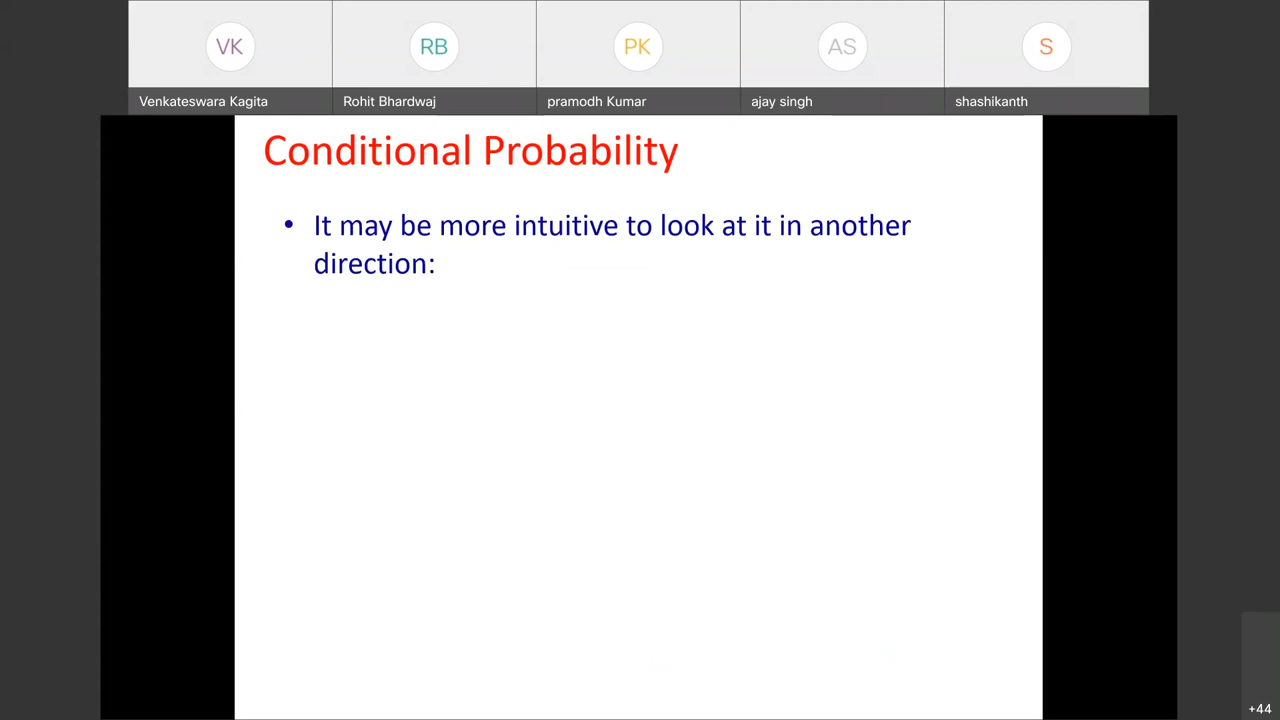 VK RB PK AS S
Venkateswara Kagita Rohit Bhardwaj pramodh Kumar ajay singh shashikanth
Conditional Probability
• It may be more intuitive to look at it in another
direction:
+44